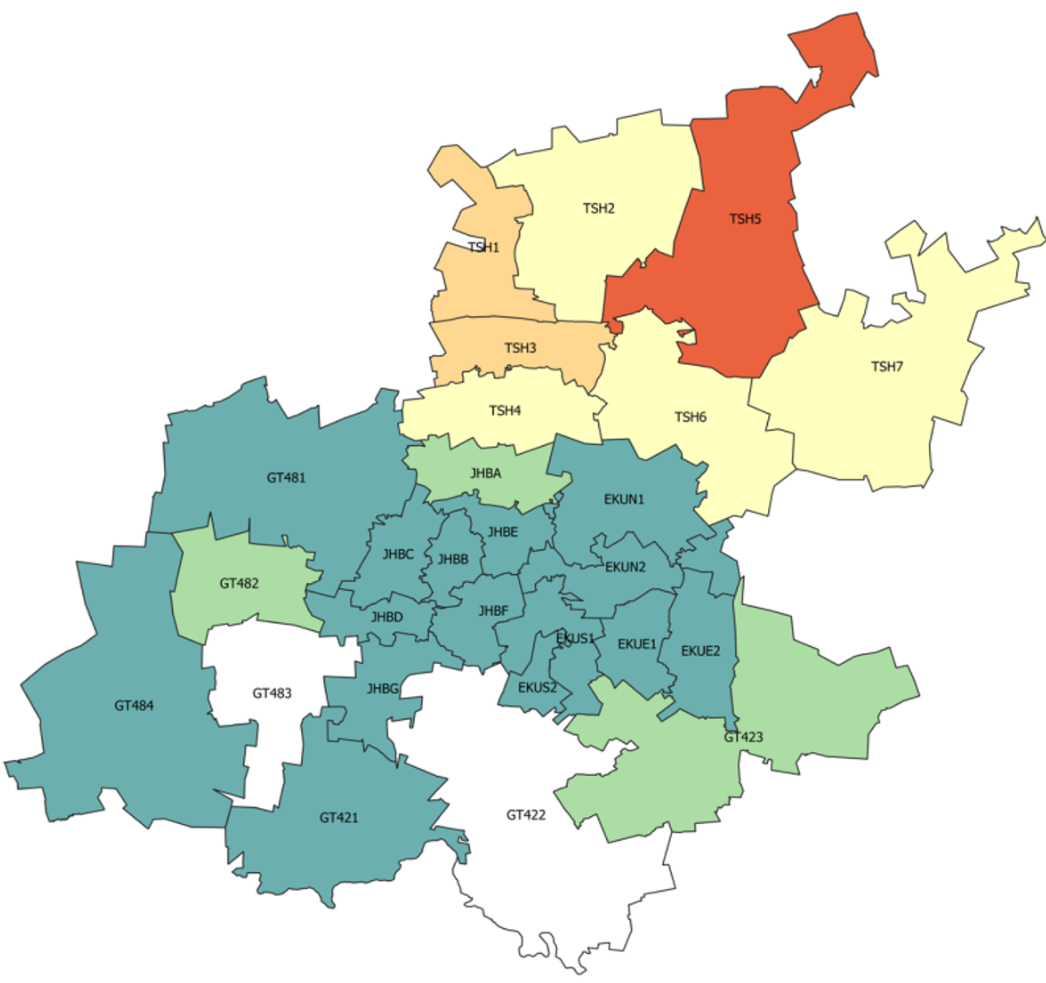 TSH2
TSH5
TSH1
TSH3
TSH7
TSH4
TSH6
JHBA
GT481
EKUN1
JHBE
JHBC
JHBB
EKUN2
GT482
JHBF
JHBD
EKUS1
EKUE1
EKUE2
EKUS2
JHBG
GT483
GT484
GT423
GT422
GT421